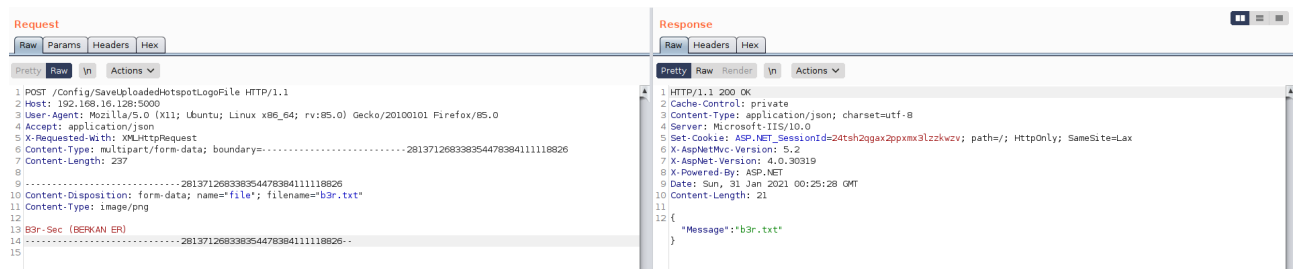 Request
Raw Params Headers Hex
Pretty Raw \n Actions
1 POST /Config/SaveUploadedHotspotLogoFile HTTP/1.1
2 Host: 192.168.16.128:5000
3 User-Agent: Mozilla/5.0 (X11; Ubuntu; Linux x86_64; rv:85.0) Gecko/20100101 Firefox/85.0
4 Accept: application/json
5 X-Requested-With: XMLHttpRequest
6 Content-Type: multipart/form-data; boundary=---------------------------281371268338354478384111118826
7 Content-Length: 237
8
9 -----------------------------281371268338354478384111118826
10 Content-Disposition: form-data; name="file"; filename="b3r.txt"
11 Content-Type: image/png
12
13 B3r-Sec (BERKAN ER)
14 -----------------------------281371268338354478384111118826--
15
Response
Raw Headers Hex
Pretty Raw Render \n Actions
1 HTTP/1.1 200 OK
2 Cache-Control: private
3 Content-Type: application/json; charset=utf-8
4 Server: Microsoft-IIS/10.0
5 Set-Cookie: ASP.NET_SessionId=24tsh2qgax2ppxmx3lzzkwzv; path=/; HttpOnly; SameSite=Lax
6 X-AspNetMvc-Version: 5.2
7 X-AspNet-Version: 4.0.30319
8 X-Powered-By: ASP.NET
9 Date: Sun, 31 Jan 2021 00:25:28 GMT
10 Content-Length: 21
11
12 {
"Message":"b3r.txt"
}